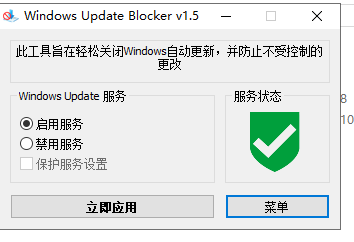 Windows Update Blocker v1.5
此工具旨在轻松关闭Windows自动更新，并防止不受控制的
更改
Windows Update 服务
服务状态
启用服务
禁用服务
保护服务设置
立即应用
菜单
8
10